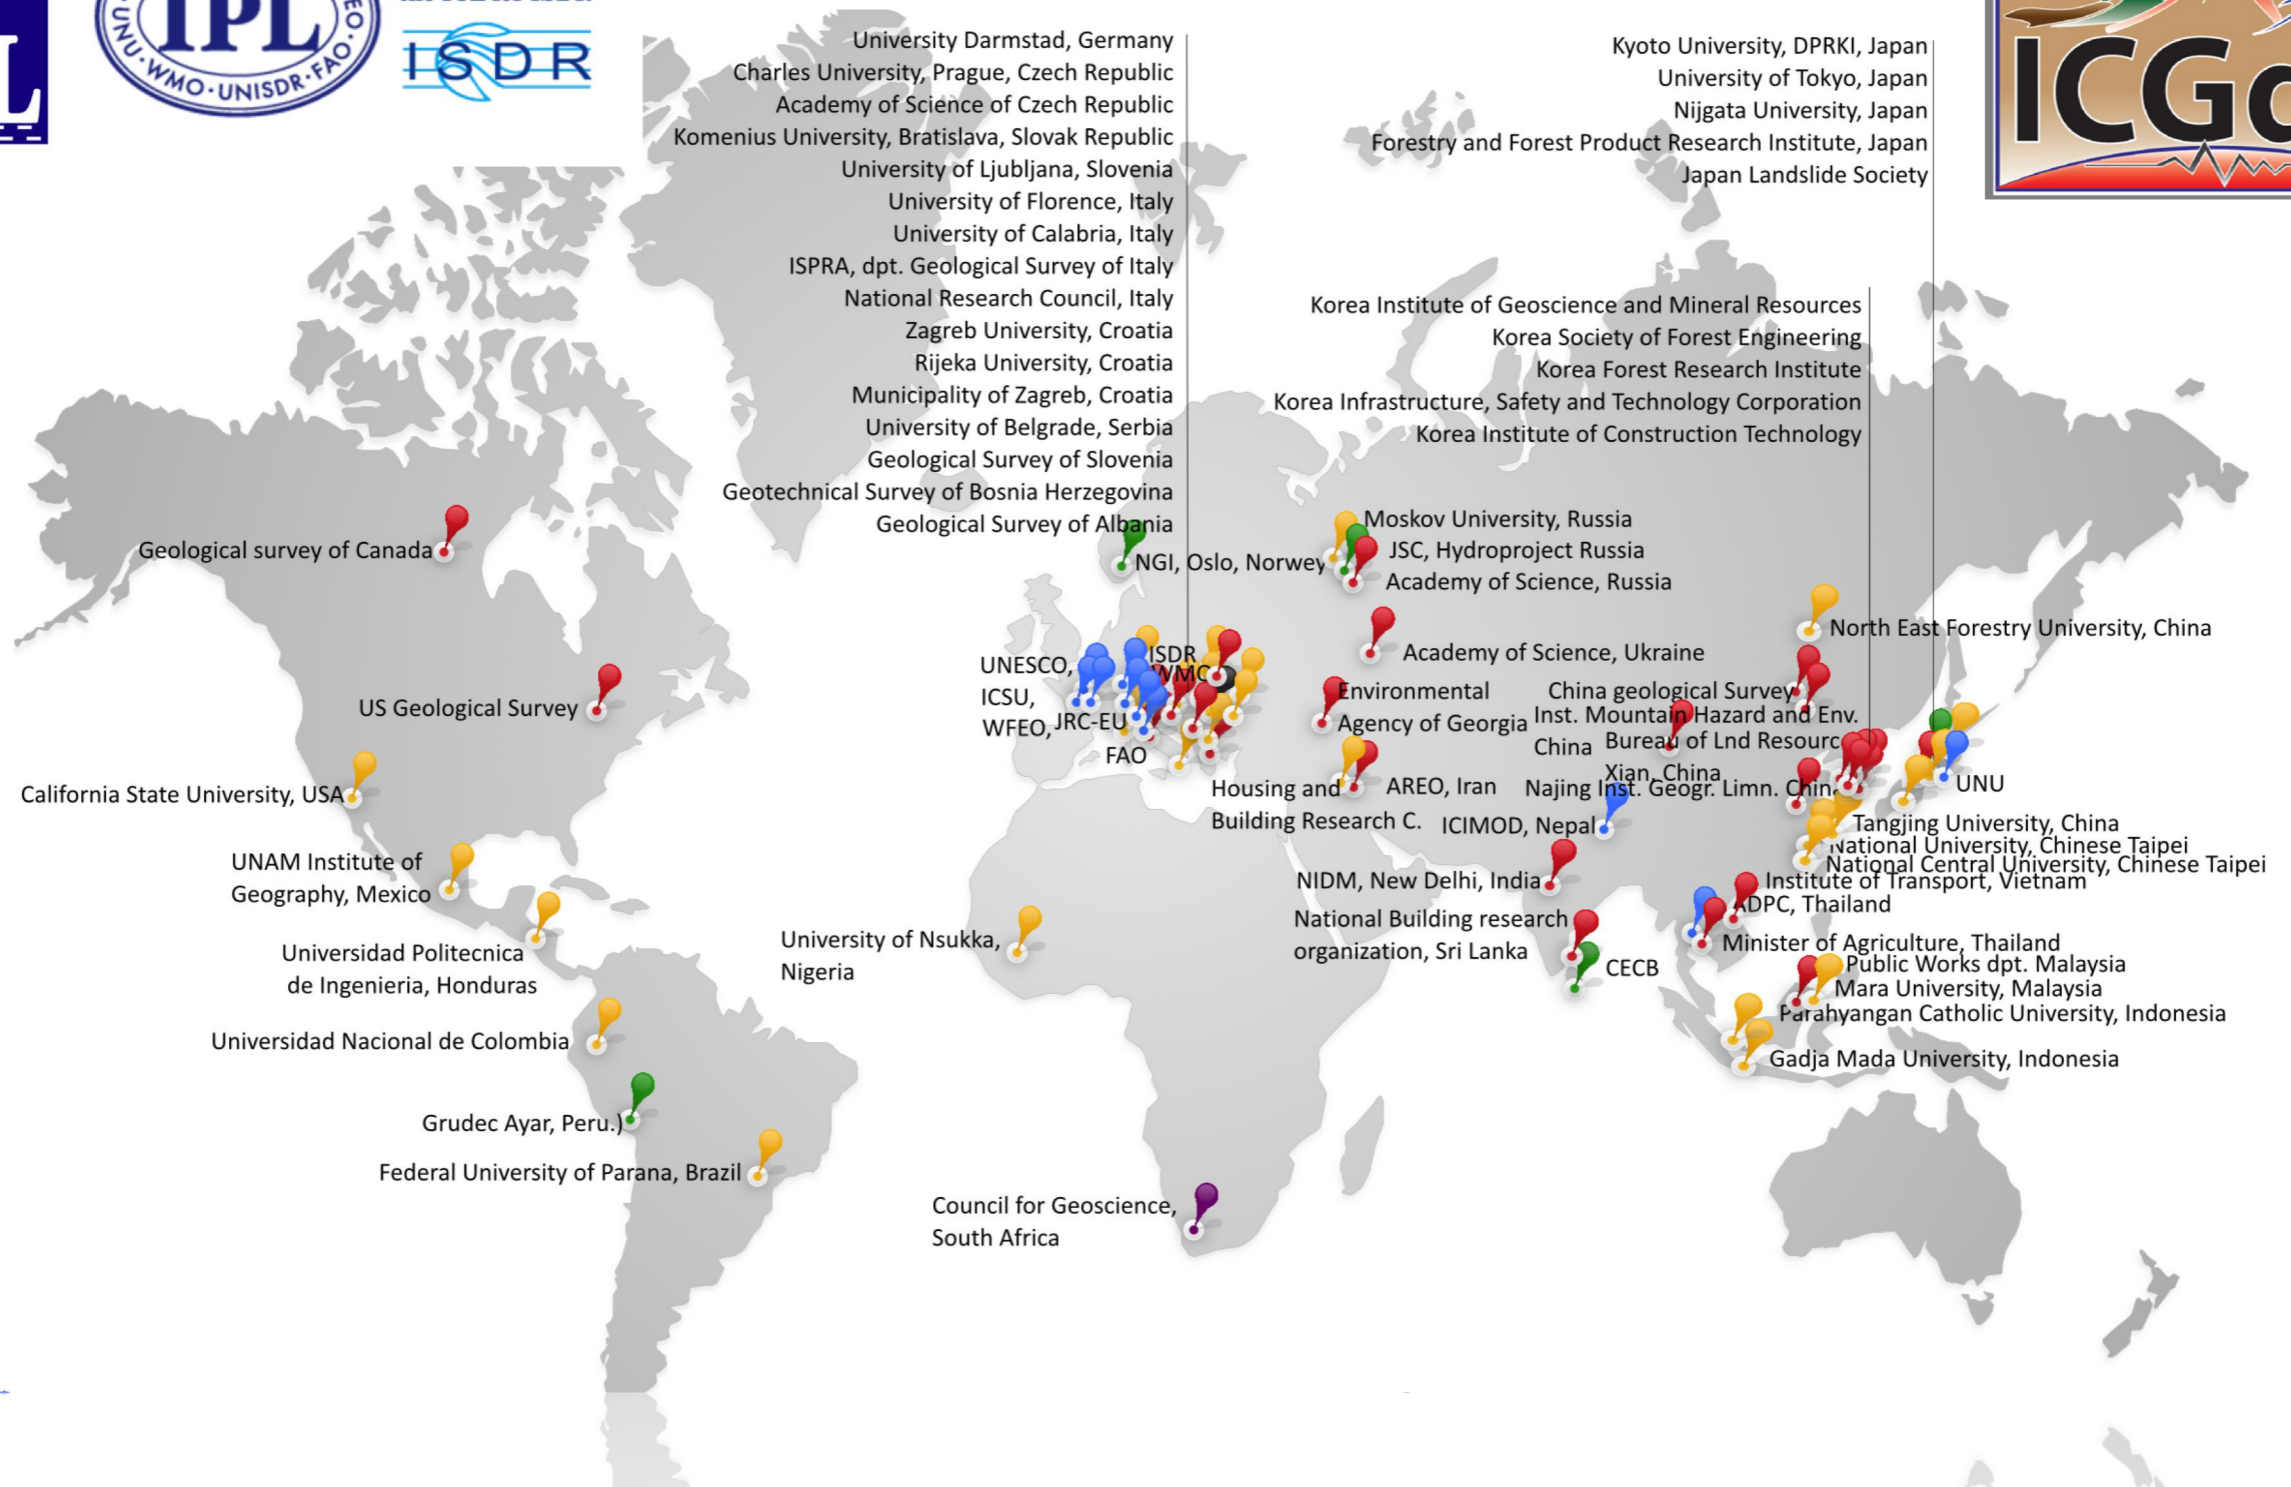 L
IPL
UNU·WMO·UNISDR·FAO
ISDR
ICG
University Darmstad, Germany
Charles University, Prague, Czech Republic
Academy of Science of Czech Republic
Komenius University, Bratislava, Slovak Republic
University of Ljubljana, Slovenia
University of Florence, Italy
University of Calabria, Italy
ISPRA, dpt. Geological Survey of Italy
National Research Council, Italy
Zagreb University, Croatia
Rijeka University, Croatia
Municipality of Zagreb, Croatia
University of Belgrade, Serbia
Geological Survey of Slovenia
Geotechnical Survey of Bosnia Herzegovina
Geological Survey of Albania
Kyoto University, DPRKI, Japan
University of Tokyo, Japan
Nijgata University, Japan
Forestry and Forest Product Research Institute, Japan
Japan Landslide Society
Korea Institute of Geoscience and Mineral Resources
Korea Society of Forest Engineering
Korea Forest Research Institute
Korea Infrastructure, Safety and Technology Corporation
Korea Institute of Construction Technology
Geological survey of Canada
US Geological Survey
California State University, USA
UNAM Institute of
Geography, Mexico
Universidad Politecnica
de Ingenieria, Honduras
Universidad Nacional de Colombia
Grudec Ayar, Peru.)
Federal University of Parana, Brazil
NGI, Oslo, Norwey
UNESCO,
ICSU,
WFEO,
JRC-EU
FAO
ISDR
WMO
University of Nsukka,
Nigeria
Council for Geoscience,
South Africa
Moskov University, Russia
JSC, Hydroproject Russia
Academy of Science, Russia
Academy of Science, Ukraine
Environmental
Agency of Georgia
Housing and
Building Research C.
AREO, Iran
ICIMOD, Nepal
NIDM, New Delhi, India
National Building research
organization, Sri Lanka
CECB
North East Forestry University, China
China geological Survey
Inst. Mountain Hazard and Env.
China
Bureau of Lnd Resourc
Xian, China
Najing Inst. Geogr. Limn. China
UNU
Tangjing University, China
National University, Chinese Taipei
National Central University, Chinese Taipei
Institute of Transport, Vietnam
ADPC, Thailand
Minister of Agriculture, Thailand
Public Works dpt. Malaysia
Mara University, Malaysia
Parahyangan Catholic University, Indonesia
Gadja Mada University, Indonesia